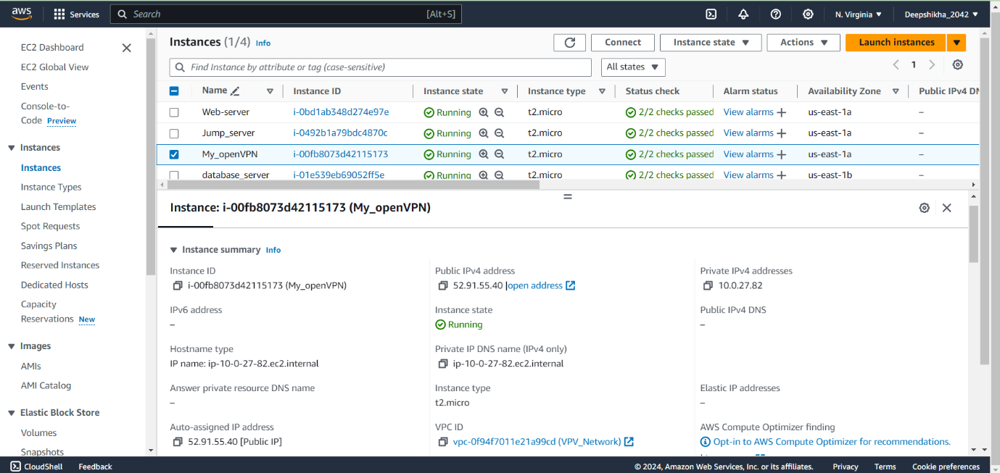 aws Services Search [Alt+S] N. Virginia Deepshikha_2042
EC2 Dashboard
EC2 Global View
Events
Console-to-
Code Preview
Instances
Instances
Instance Types
Launch Templates
Spot Requests
Savings Plans
Reserved Instances
Dedicated Hosts
Capacity
Reservations New
Images
AMIs
AMI Catalog
Elastic Block Store
Volumes
Snapshots
Instances (1/4) Info Connect Instance state Actions Launch instances
Find Instance by attribute or tag (case-sensitive) All states 1
Name Instance ID Instance state Instance type Status check Alarm status Availability Zone Public IPv4 DN
Web-server i-0bd1ab348d274e97e Running t2.micro 2/2 checks passed View alarms + us-east-1a –
Jump_server i-0492b1a79bdc4870c Running t2.micro 2/2 checks passed View alarms + us-east-1a –
My_openVPN i-00fb8073d42115173 Running t2.micro 2/2 checks passed View alarms + us-east-1a –
database_server i-01e539eb69052ff5e Running t2.micro 2/2 checks passed View alarms + us-east-1b –
Instance: i-00fb8073d42115173 (My_openVPN)
Instance summary Info
Instance ID Public IPv4 address Private IPv4 addresses
i-00fb8073d42115173 (My_openVPN) 52.91.55.40 |open address 10.0.27.82
IPv6 address Instance state Public IPv4 DNS
– Running –
Hostname type Private IP DNS name (IPv4 only)
IP name: ip-10-0-27-82.ec2.internal ip-10-0-27-82.ec2.internal
Answer private resource DNS name Instance type Elastic IP addresses
– t2.micro –
Auto-assigned IP address VPC ID AWS Compute Optimizer finding
52.91.55.40 [Public IP] vpc-0f94f7011e21a99cd (VPV_Network) Opt-in to AWS Compute Optimizer for recommendations.
CloudShell Feedback © 2024, Amazon Web Services, Inc. or its affiliates. Privacy Terms Cookie preferences